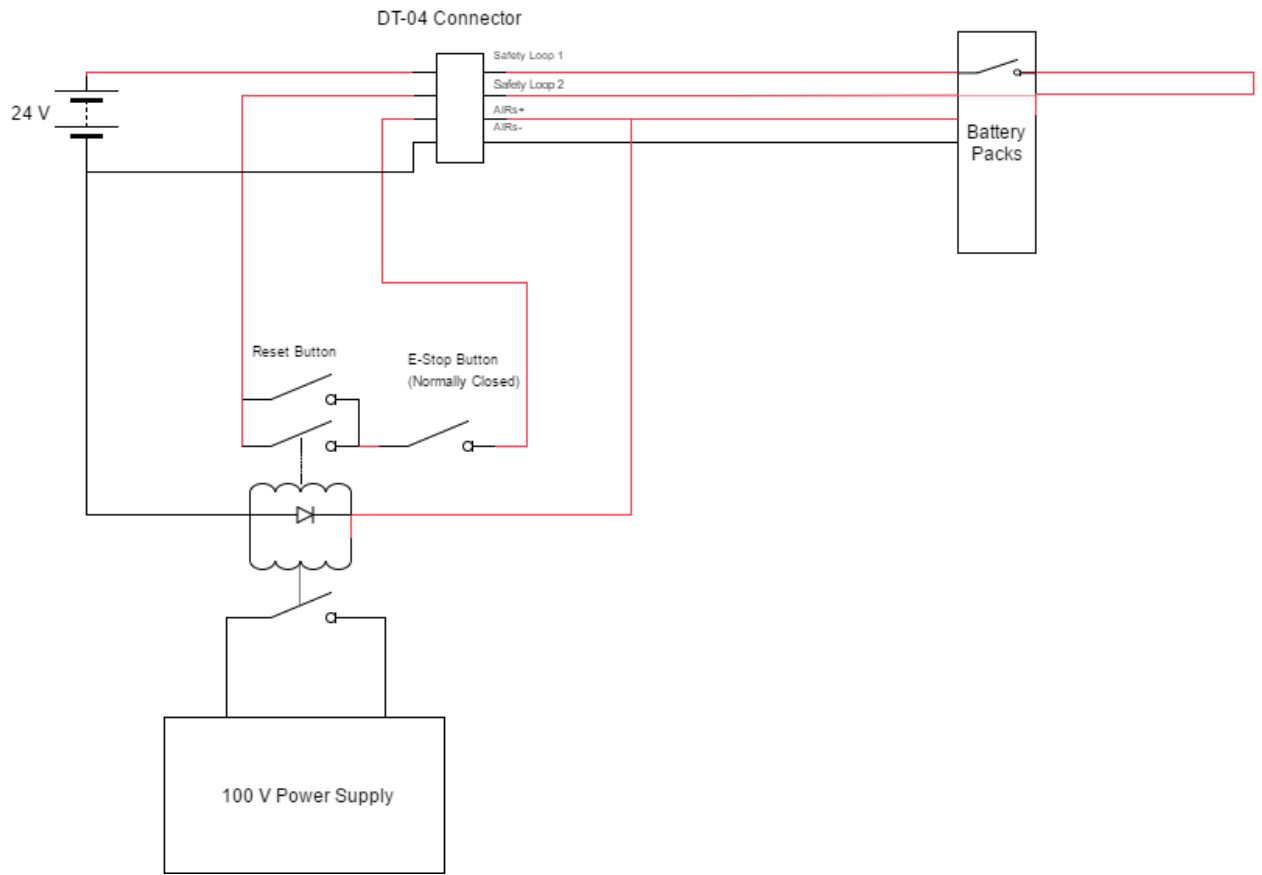 DT-04 Connector
Safety Loop 1
Safety Loop 2
AIRs+
AIRs-
24 V
Battery
Packs
Reset Button
E-Stop Button
(Normally Closed)
100 V Power Supply